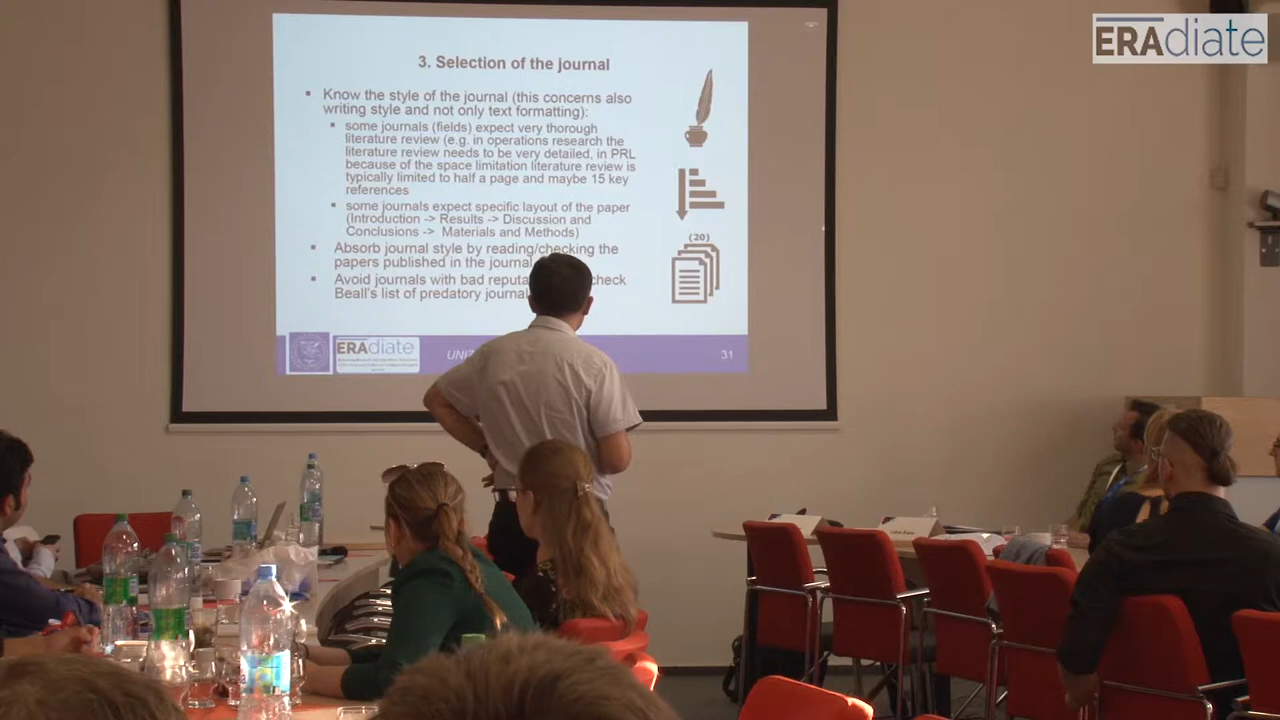 ERAdiate
3. Selection of the journal
▪ Know the style of the journal (this concerns also
writing style and not only text formatting):
▪ some journals (fields) expect very thorough
literature review (e.g. in operations research the
literature review needs to be very detailed, in PRL
because of the space limitation literature review is
typically limited to half a page and maybe 15 key
references
▪ some journals expect specific layout of the paper
(Introduction -> Results -> Discussion and
Conclusions -> Materials and Methods)
▪ Absorb journal style by reading/checking the
papers published in the journal
▪ Avoid journals with bad check
Beall's list of predatory
(20)
ERAdiate
31